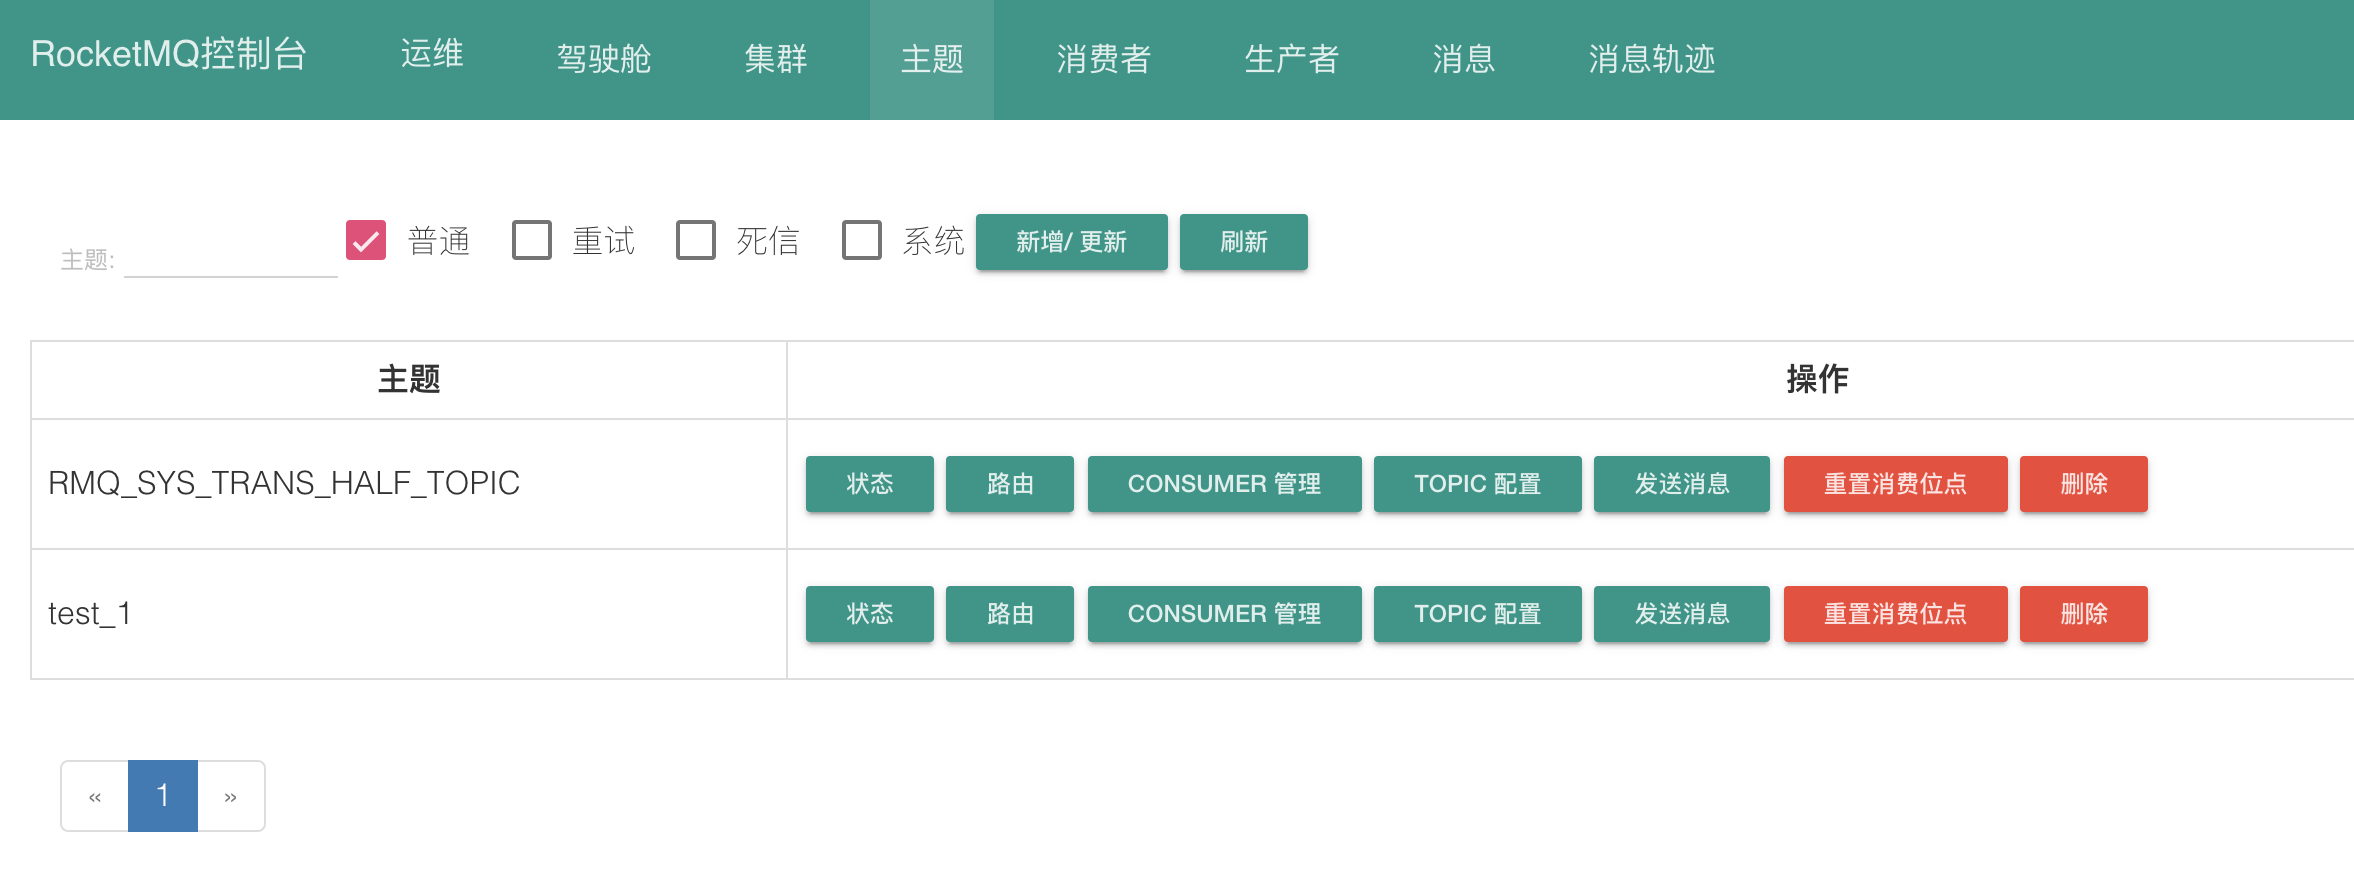 RocketMQ控制台 运维 驾驶舱 集群 主题 消费者 生产者 消息 消息轨迹
主题: 普通 重试 死信 系统 新增/ 更新 刷新
主题 操作
RMQ_SYS_TRANS_HALF_TOPIC 状态 路由 CONSUMER 管理 TOPIC 配置 发送消息 重置消费位点 删除
test_1 状态 路由 CONSUMER 管理 TOPIC 配置 发送消息 重置消费位点 删除
« 1 »